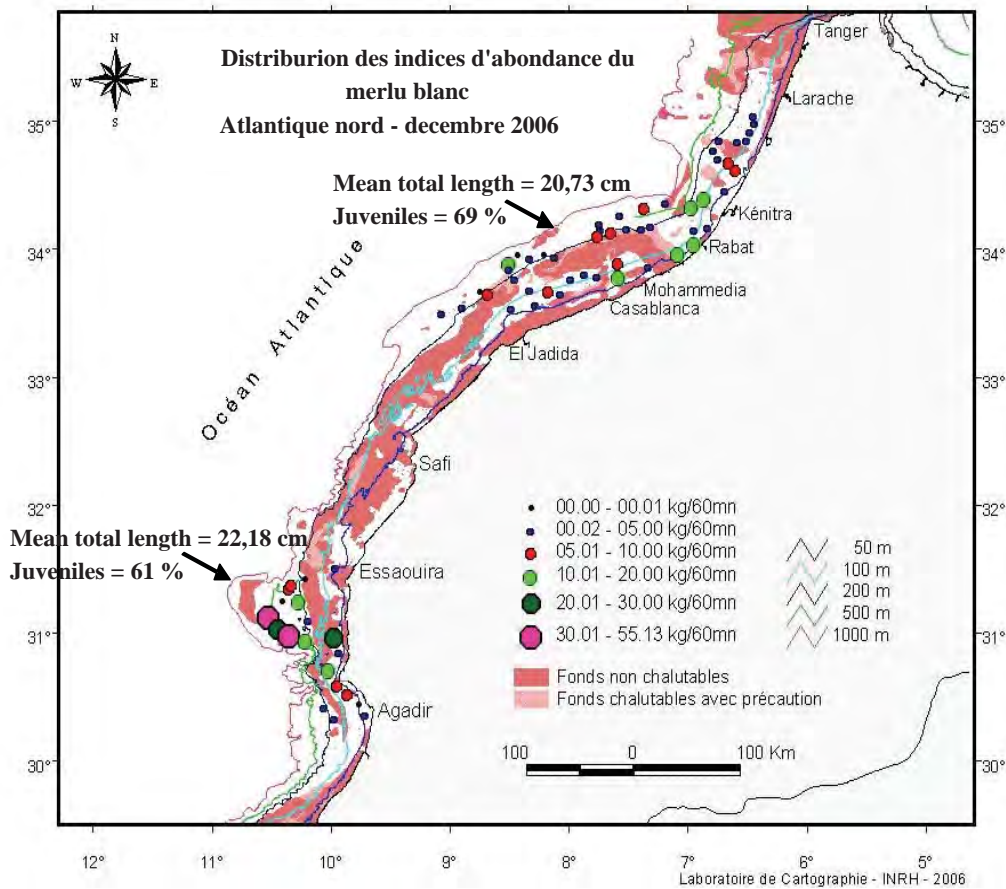 Distriburion des indices d'abondance du
merlu blanc
Atlantique nord - decembre 2006
N
W
E
S
Mean total length = 20,73 cm
Juveniles = 69 %
Océan Atlantique
Tanger
Larache
Kénitra
Rabat
Mohammedia
Casablanca
El Jadida
Safi
Essaouira
Agadir
Mean total length = 22,18 cm
Juveniles = 61 %
00.00 - 00.01 kg/60mn
00.02 - 05.00 kg/60mn
05.01 - 10.00 kg/60mn
10.01 - 20.00 kg/60mn
20.01 - 30.00 kg/60mn
30.01 - 55.13 kg/60mn
50 m
100 m
200 m
500 m
1000 m
Fonds non chalutables
Fonds chalutables avec précaution
100 0 100 Km
35°
34°
33°
32°
31°
30°
35°
34°
33°
32°
31°
30°
12° 11° 10° 9° 8° 7° 6° 5°
Laboratoire de Cartographie - INRH - 2006